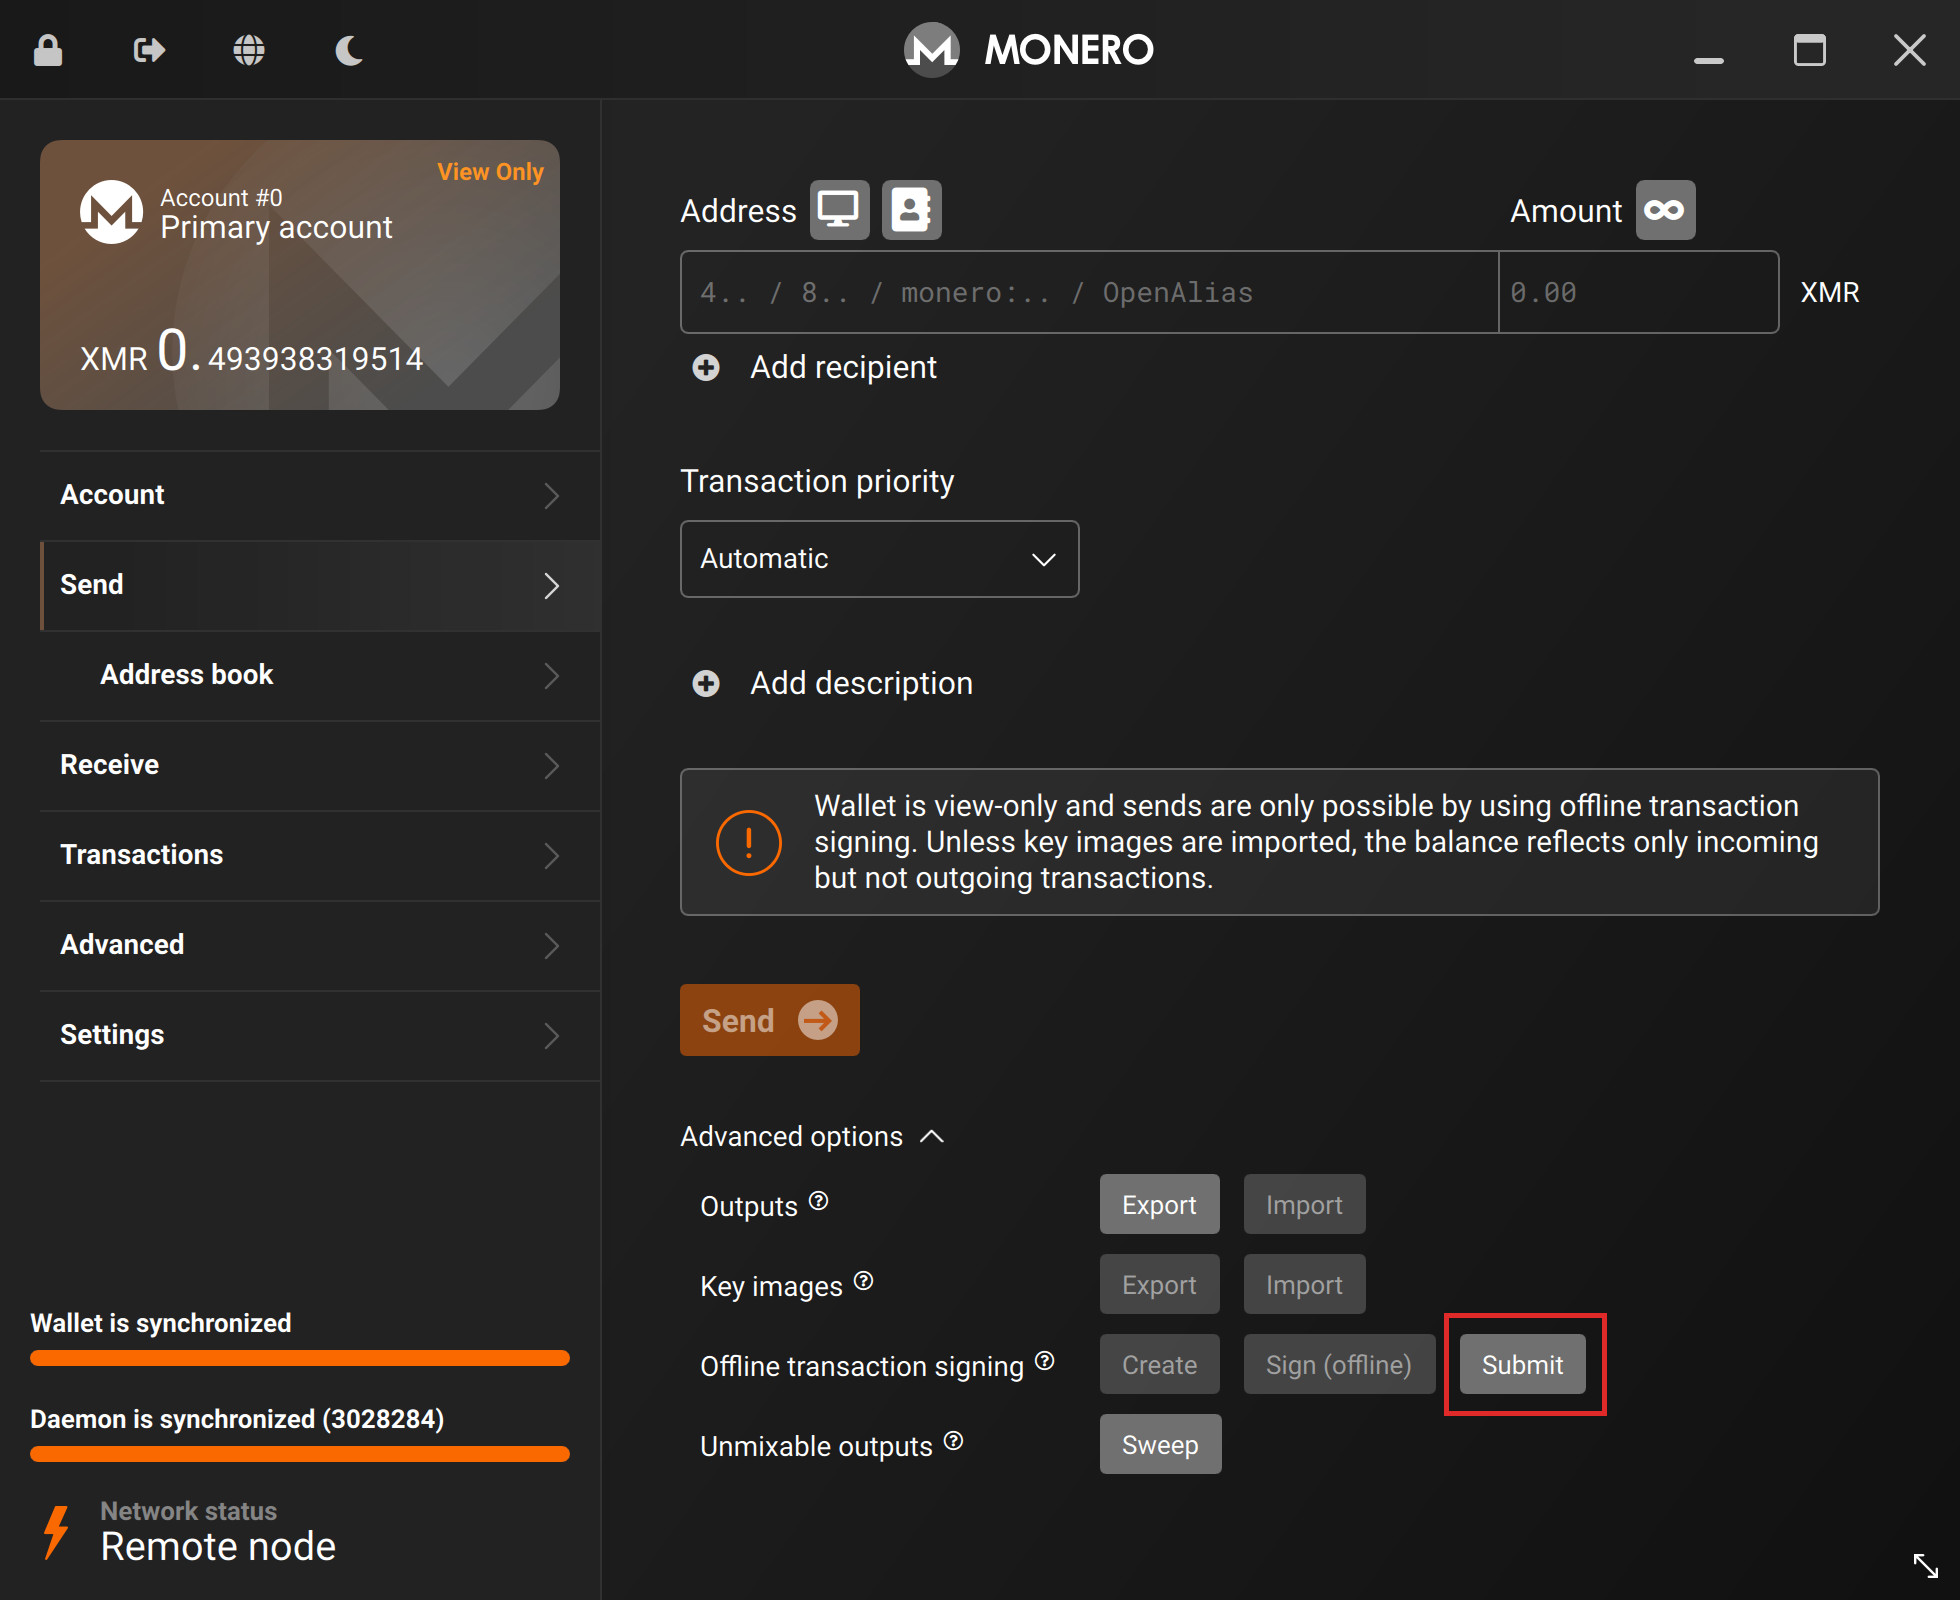 MONERO
View Only
Account #0
Primary account
XMR 0. 493938319514
Account
Send
Address book
Receive
Transactions
Advanced
Settings
Wallet is synchronized
Daemon is synchronized (3028284)
Network status
Remote node
Address
Amount
4.. / 8.. / monero:.. / OpenAlias
0.00
XMR
Add recipient
Transaction priority
Automatic
Add description
Wallet is view-only and sends are only possible by using offline transaction
signing. Unless key images are imported, the balance reflects only incoming
but not outgoing transactions.
Send
Advanced options
Outputs
Export
Import
Key images
Export
Import
Offline transaction signing
Create
Sign (offline)
Submit
Unmixable outputs
Sweep